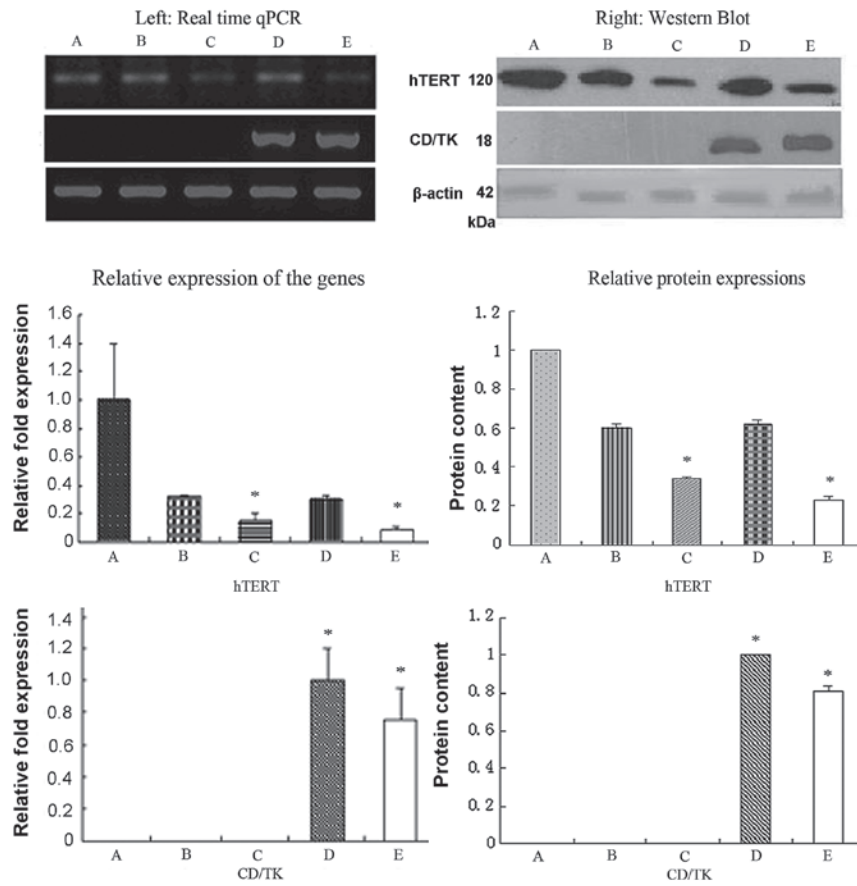 Left: Real time qPCR
A B C D E
Right: Western Blot
A B C D E
hTERT 120
CD/TK 18
β-actin 42
kDa
Relative expression of the genes
Relative fold expression
1.6
1.4
1.2
1.0
0.8
0.6
0.4
0.2
0
* *
A B C D E
hTERT
Relative protein expressions
Protein content
1.2
1
0.8
0.6
0.4
0.2
0
* *
A B C D E
Relative fold expression
1.4
1.2
1.0
0.8
0.6
0.4
0.2
0
* *
A B C D E
CD/TK
Protein content
1.2
1
0.8
0.6
0.4
0.2
0
* *
A B C D E
CD/TK